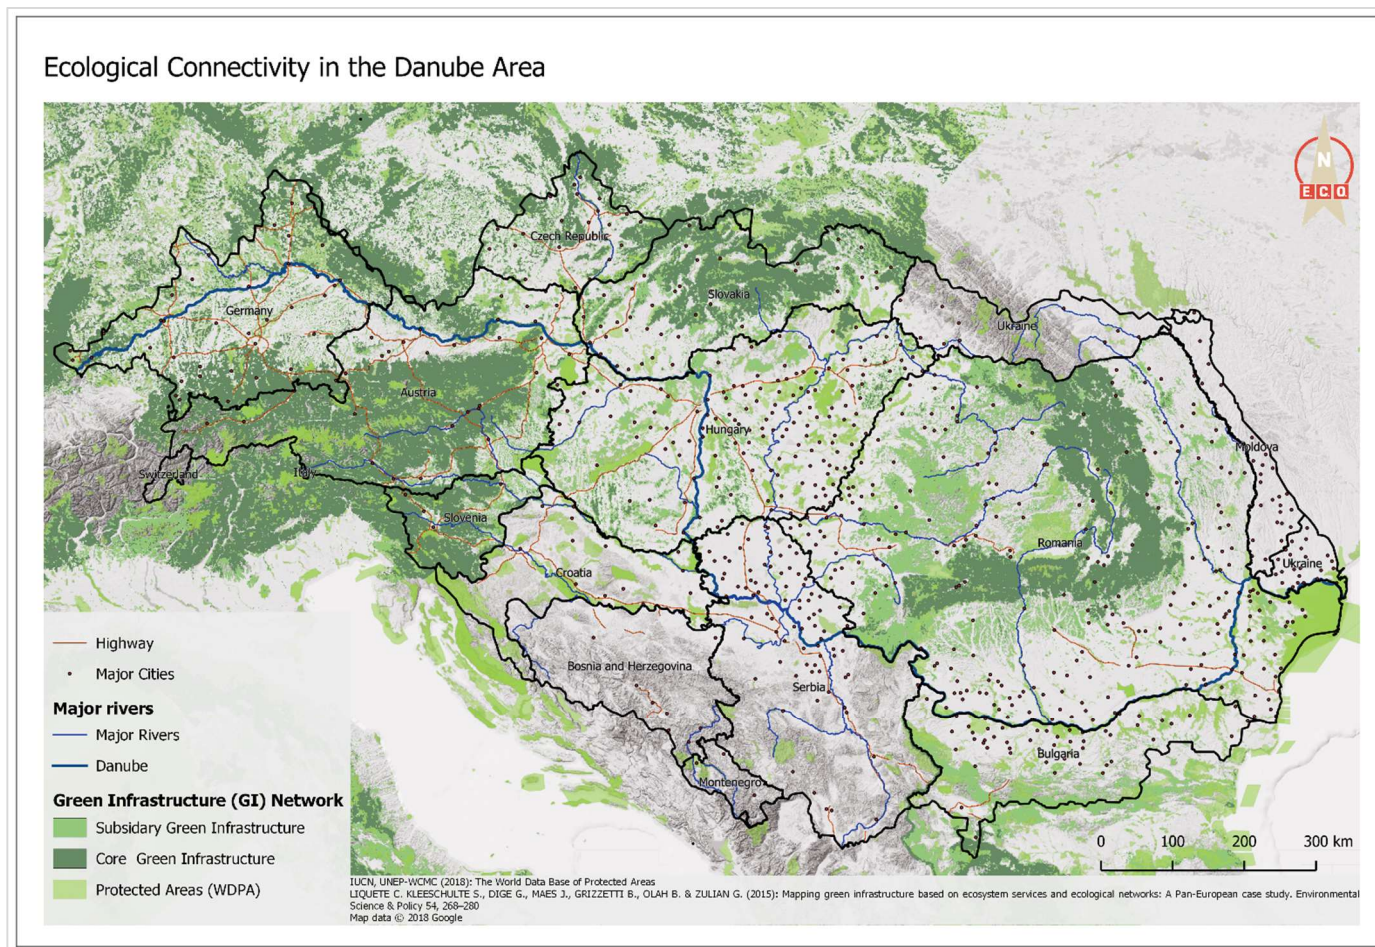 Ecological Connectivity in the Danube Area
N
ECO
Czech Republic
Germany
Slovakia
Ukraine
Austria
Hungary
Moldova
Switzerland
Italy
Slovenia
Romania
Croatia
Ukraine
Bosnia and Herzegovina
Serbia
Bulgaria
Montenegro
Highway
Major Cities
Major rivers
Major Rivers
Danube
Green Infrastructure (GI) Network
Subsidary Green Infrastructure
Core Green Infrastructure
Protected Areas (WDPA)
0 100 200 300 km
IUCN, UNEP-WCMC (2018): The World Data Base of Protected Areas
LIQUETE C. KLEESCHULTE S., DIGE G., MAES J., GRIZZETTI B., OLAH B. & ZULIAN G. (2015): Mapping green infrastructure based on ecosystem services and ecological networks: A Pan-European case study. Environmental
Science & Policy 54, 268–280
Map data © 2018 Google